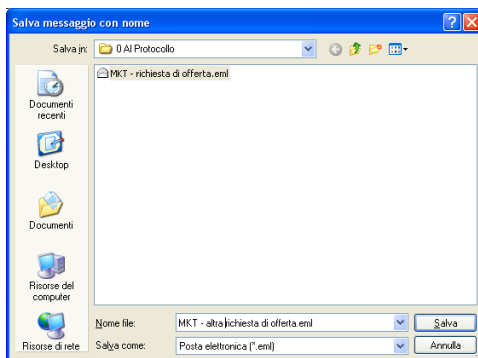 Salva messaggio con nome
Salva in: 0 Al Protocollo
MKT - richiesta di offerta.eml
Documenti
recenti
Desktop
Documenti
Risorse del
computer
Risorse di rete
Nome file: MKT - altra richiesta di offerta.eml Salva
Salva come: Posta elettronica (*.eml) Annulla